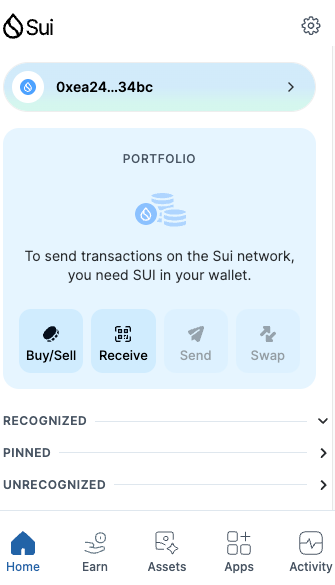 Sui
0xea24...34bc
PORTFOLIO
To send transactions on the Sui network,
you need SUI in your wallet.
Buy/Sell
Receive
Send
Swap
RECOGNIZED
PINNED
UNRECOGNIZED
Home
Earn
Assets
Apps
Activity